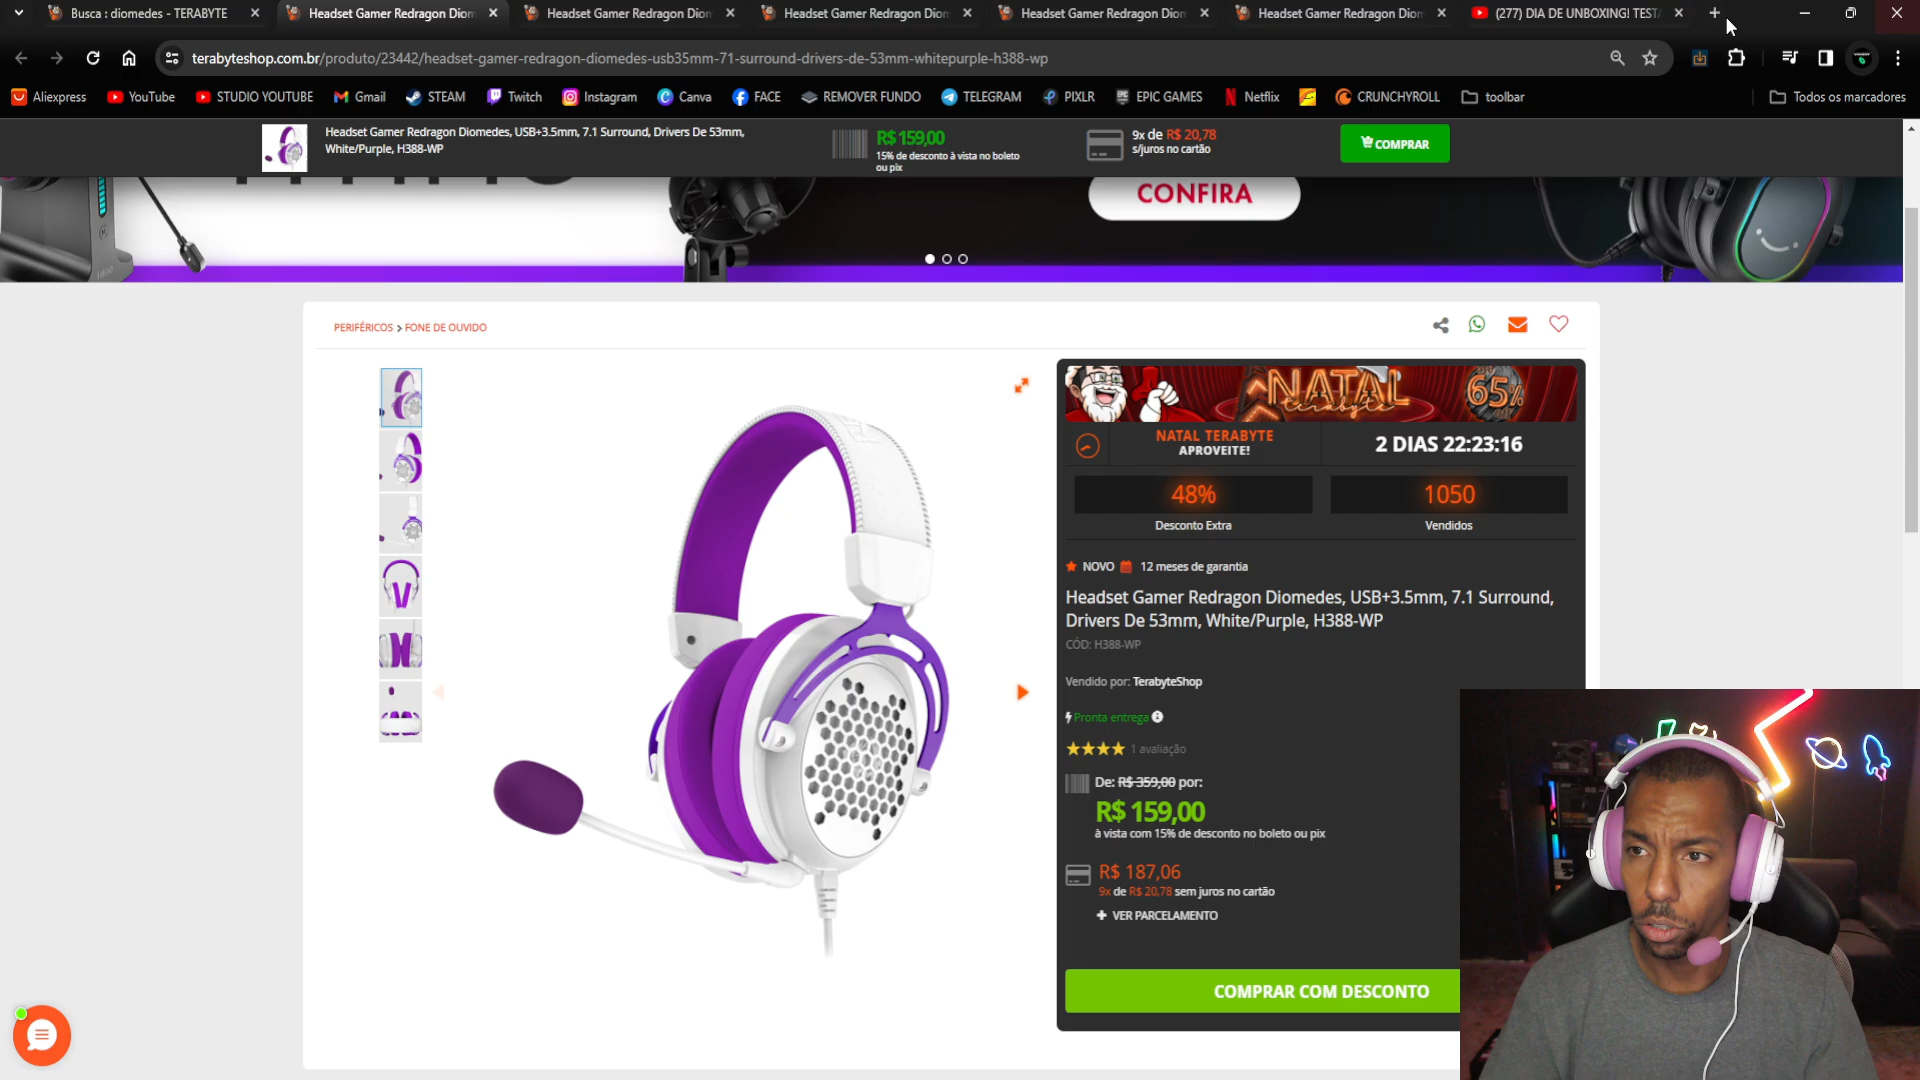 Busca : diomedes - TERABYTE
Headset Gamer Redragon Diom
Headset Gamer Redragon Diom
Headset Gamer Redragon Diom
Headset Gamer Redragon Diom
Headset Gamer Redragon Diom
(277) DIA DE UNBOXING! TEST
terabyteshop.com.br/produto/23442/headset-gamer-redragon-diomedes-usb35mm-71-surround-drivers-de-53mm-whitepurple-h388-wp
Aliexpress
YouTube
STUDIO YOUTUBE
Gmail
STEAM
Twitch
Instagram
Canva
FACE
REMOVER FUNDO
TELEGRAM
PIXLR
EPIC GAMES
Netflix
CRUNCHYROLL
toolbar
Todos os marcadores
Headset Gamer Redragon Diomedes, USB+3.5mm, 7.1 Surround, Drivers De 53mm,
White/Purple, H388-WP
R$ 159,00
15% de desconto à vista no boleto
ou pix
9x de R$ 20,78
s/juros no cartão
COMPRAR
CONFIRA
PERIFÉRICOS > FONE DE OUVIDO
NATAL
terabyte
65%
NATAL TERABYTE
APROVEITE!
2 DIAS 22:23:16
48%
Desconto Extra
1050
Vendidos
NOVO
12 meses de garantia
Headset Gamer Redragon Diomedes, USB+3.5mm, 7.1 Surround,
Drivers De 53mm, White/Purple, H388-WP
CÓD: H388-WP
Vendido por: TerabyteShop
Pronta entrega
1 avaliação
De: R$ 359,00 por:
R$ 159,00
à vista com 15% de desconto no boleto ou pix
R$ 187,06
9x de R$ 20,78 sem juros no cartão
+ VER PARCELAMENTO
COMPRAR COM DESCONTO